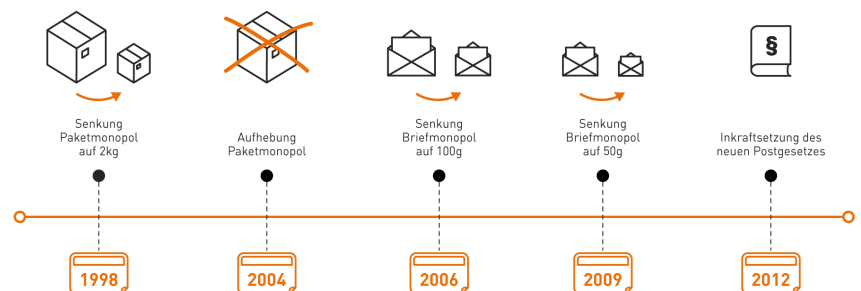 §
Senkung
Paketmonopol
auf 2kg
Aufhebung
Paketmonopol
Senkung
Briefmonopol
auf 100g
Senkung
Briefmonopol
auf 50g
Inkraftsetzung des
neuen Postgesetzes
1998
2004
2006
2009
2012